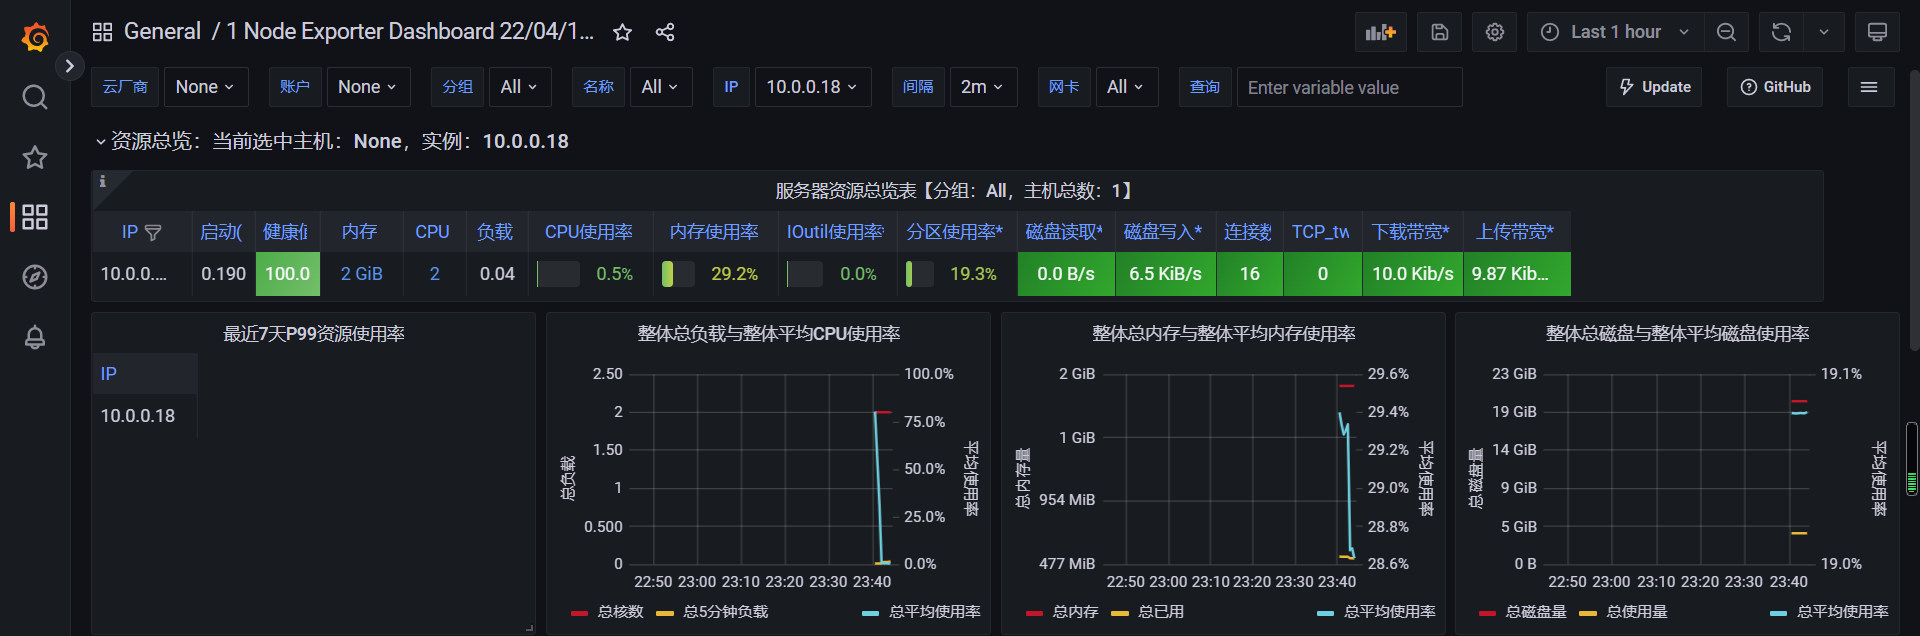 General / 1 Node Exporter Dashboard 22/04/1...
Last 1 hour
云厂商 None 账户 None 分组 All 名称 All IP 10.0.0.18 间隔 2m 网卡 All 查询 Enter variable value Update GitHub
资源总览：当前选中主机：None，实例：10.0.0.18
服务器资源总览表【分组：All，主机总数：1】
IP 启动( 健康值 内存 CPU 负载 CPU使用率 内存使用率 IOutil使用率* 分区使用率* 磁盘读取* 磁盘写入* 连接数 TCP_tw 下载带宽* 上传带宽*
10.0.0.... 0.190 100.0 2 GiB 2 0.04 0.5% 29.2% 0.0% 19.3% 0.0 B/s 6.5 KiB/s 16 0 10.0 Kib/s 9.87 Kib...
最近7天P99资源使用率
IP
10.0.0.18
整体总负载与整体平均CPU使用率
2.50
2
1.50
1
0.500
0
100.0%
75.0%
50.0%
25.0%
0.0%
总负载
平均使用率
22:50 23:00 23:10 23:20 23:30 23:40
总核数 总5分钟负载 总平均使用率
整体总内存与整体平均内存使用率
2 GiB
1 GiB
954 MiB
477 MiB
29.6%
29.4%
29.2%
29.0%
28.8%
28.6%
总内存量
平均使用率
22:50 23:00 23:10 23:20 23:30 23:40
总内存 总已用 总平均使用率
整体总磁盘与整体平均磁盘使用率
23 GiB
19 GiB
14 GiB
9 GiB
5 GiB
0 B
19.1%
19.0%
总磁盘量
平均使用率
22:50 23:00 23:10 23:20 23:30 23:40
总磁盘量 总使用量 总平均使用率